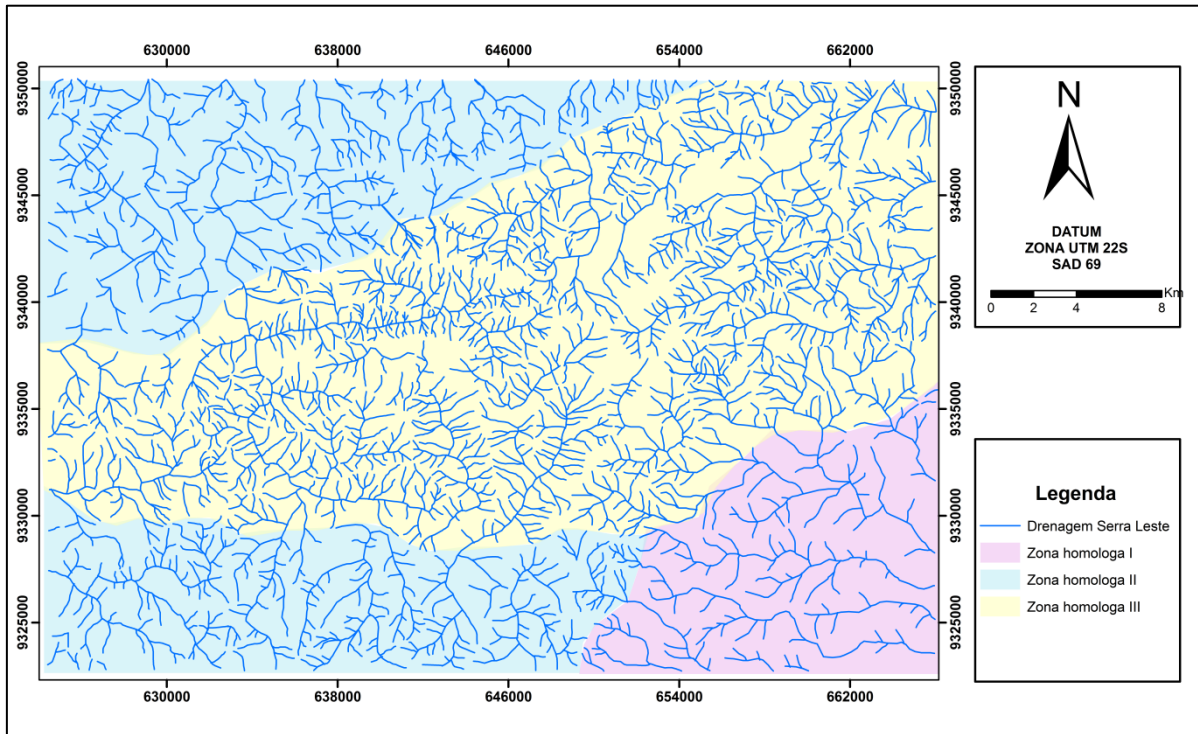 630000 638000 646000 654000 662000
9350000 9350000
9345000 9345000
9340000 9340000
9335000 9335000
9330000 9330000
9325000 9325000
630000 638000 646000 654000 662000
N
DATUM
ZONA UTM 22S
SAD 69
Km
0 2 4 8
Legenda
Drenagem Serra Leste
Zona homologa I
Zona homologa II
Zona homologa III